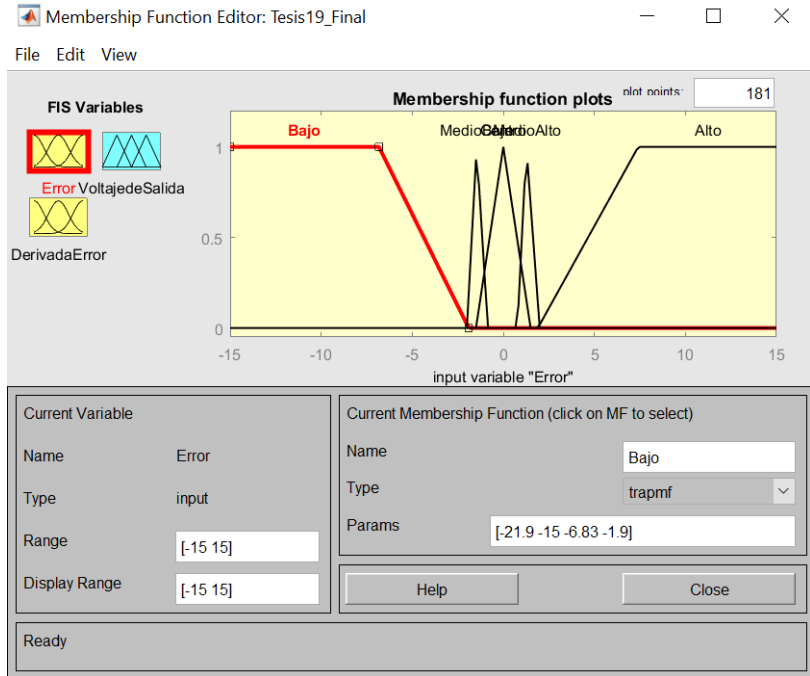 Membership Function Editor: Tesis19_Final
File Edit View
FIS Variables
Error VoltajedeSalida
DerivadaError
Membership function plots
plot points:
181
Bajo
Alto
1
0.5
0
-15 -10 -5 0 5 10 15
input variable "Error"
Current Variable
Name Error
Type input
Range [-15 15]
Display Range [-15 15]
Current Membership Function (click on MF to select)
Name Bajo
Type trapmf
Params [-21.9 -15 -6.83 -1.9]
Help Close
Ready